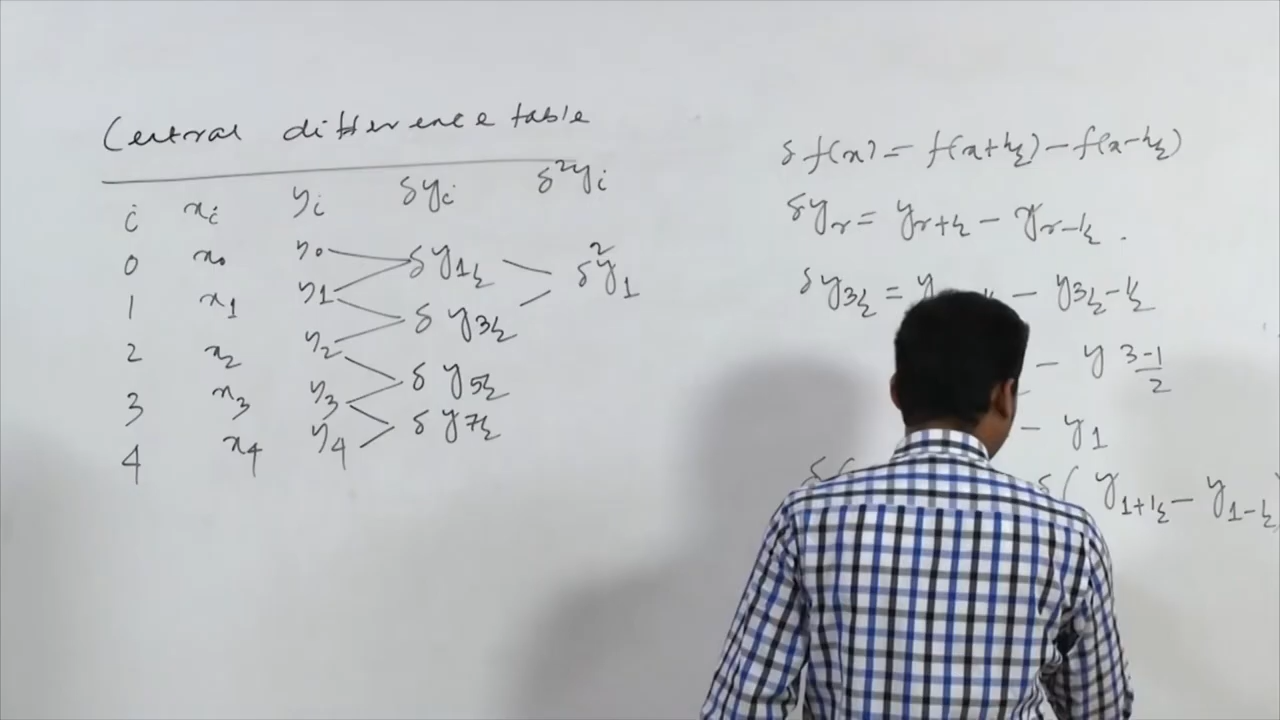 Central difference table
i xᵢ yᵢ δyᵢ δ²yᵢ
0 x₀ y₀ δy₁/₂ δ²y₁
1 x₁ y₁ δy₃/₂
2 x₂ y₂ δy₅/₂
3 x₃ y₃ δy₇/₂
4 x₄ y₄
δf(x) = f(x+h/2) - f(x-h/2)
δyᵣ = yᵣ₊₁/₂ - yᵣ₋₁/₂.
δy₃/₂ = y - y₃/₂₋₁/₂
- y 3-1/2
- y₁
δ( δ( y₁₊₁/₂ - y₁₋₁/₂)